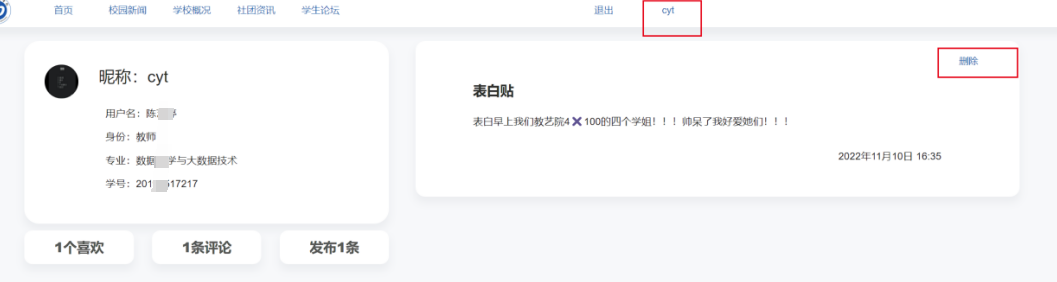 首页 校园新闻 学校概况 社团资讯 学生论坛 退出 cyt
昵称：cyt
用户名：陈
身份：教师
专业：数据 学与大数据技术
学号：201 517217
1个喜欢 1条评论 发布1条
删除
表白贴
表白早上我们教艺院4✖100的四个学姐！！！帅呆了我好爱她们！！！
2022年11月10日 16:35